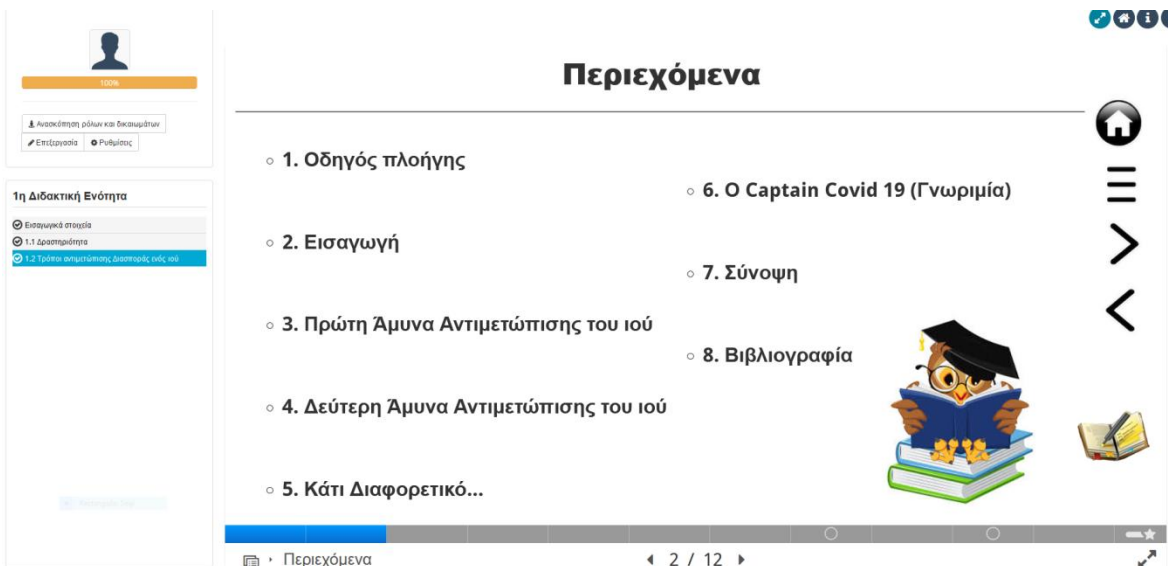 100%
Ανασκόπηση ρόλων και δικαιωμάτων
Επεξεργασία Ρυθμίσεις
1η Διδακτική Ενότητα
Εισαγωγικά στοιχεία
1.1 Δραστηριότητα
1.2 Τρόποι αντιμετώπισης Διασποράς ενός ιού
Περιεχόμενα
1. Οδηγός πλοήγης
2. Εισαγωγή
3. Πρώτη Άμυνα Αντιμετώπισης του ιού
4. Δεύτερη Άμυνα Αντιμετώπισης του ιού
5. Κάτι Διαφορετικό...
6. Ο Captain Covid 19 (Γνωριμία)
7. Σύνοψη
8. Βιβλιογραφία
Περιεχόμενα
2 / 12